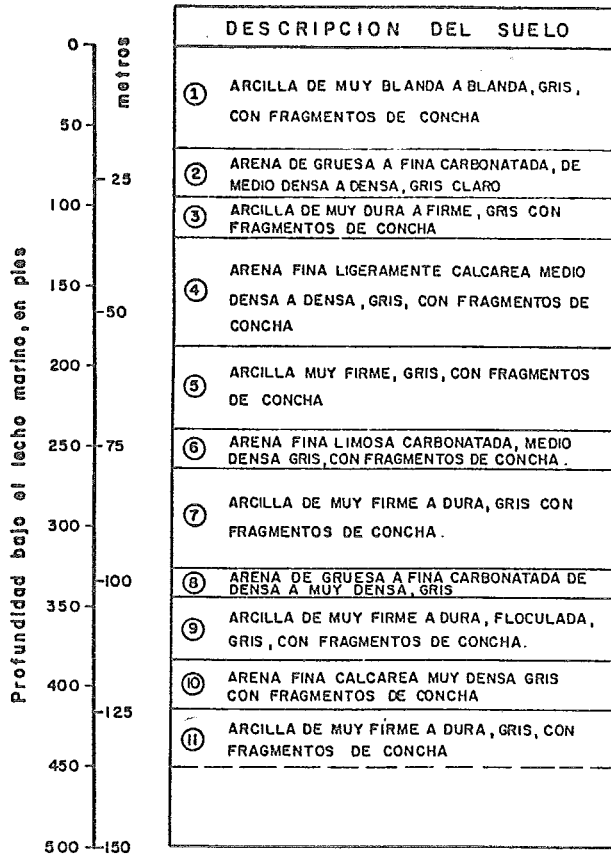 DESCRIPCION DEL SUELO
① ARCILLA DE MUY BLANDA A BLANDA, GRIS,
CON FRAGMENTOS DE CONCHA
② ARENA DE GRUESA A FINA CARBONATADA, DE
MEDIO DENSA A DENSA, GRIS CLARO
③ ARCILLA DE MUY DURA A FIRME, GRIS CON
FRAGMENTOS DE CONCHA
④ ARENA FINA LIGERAMENTE CALCAREA MEDIO
DENSA A DENSA, GRIS, CON FRAGMENTOS DE
CONCHA
⑤ ARCILLA MUY FIRME, GRIS, CON FRAGMENTOS
DE CONCHA
⑥ ARENA FINA LIMOSA CARBONATADA, MEDIO
DENSA GRIS, CON FRAGMENTOS DE CONCHA.
⑦ ARCILLA DE MUY FIRME A DURA, GRIS CON
FRAGMENTOS DE CONCHA.
⑧ ARENA DE GRUESA A FINA CARBONATADA DE
DENSA A MUY DENSA, GRIS
⑨ ARCILLA DE MUY FIRME A DURA, FLOCULADA,
GRIS, CON FRAGMENTOS DE CONCHA.
⑩ ARENA FINA CALCAREA MUY DENSA GRIS
CON FRAGMENTOS DE CONCHA
⑪ ARCILLA DE MUY FIRME A DURA, GRIS, CON
FRAGMENTOS DE CONCHA
Profundidad bajo el lecho marino, en pies
0
50
100
150
200
250
300
350
400
450
500
metros
25
50
75
100
125
150